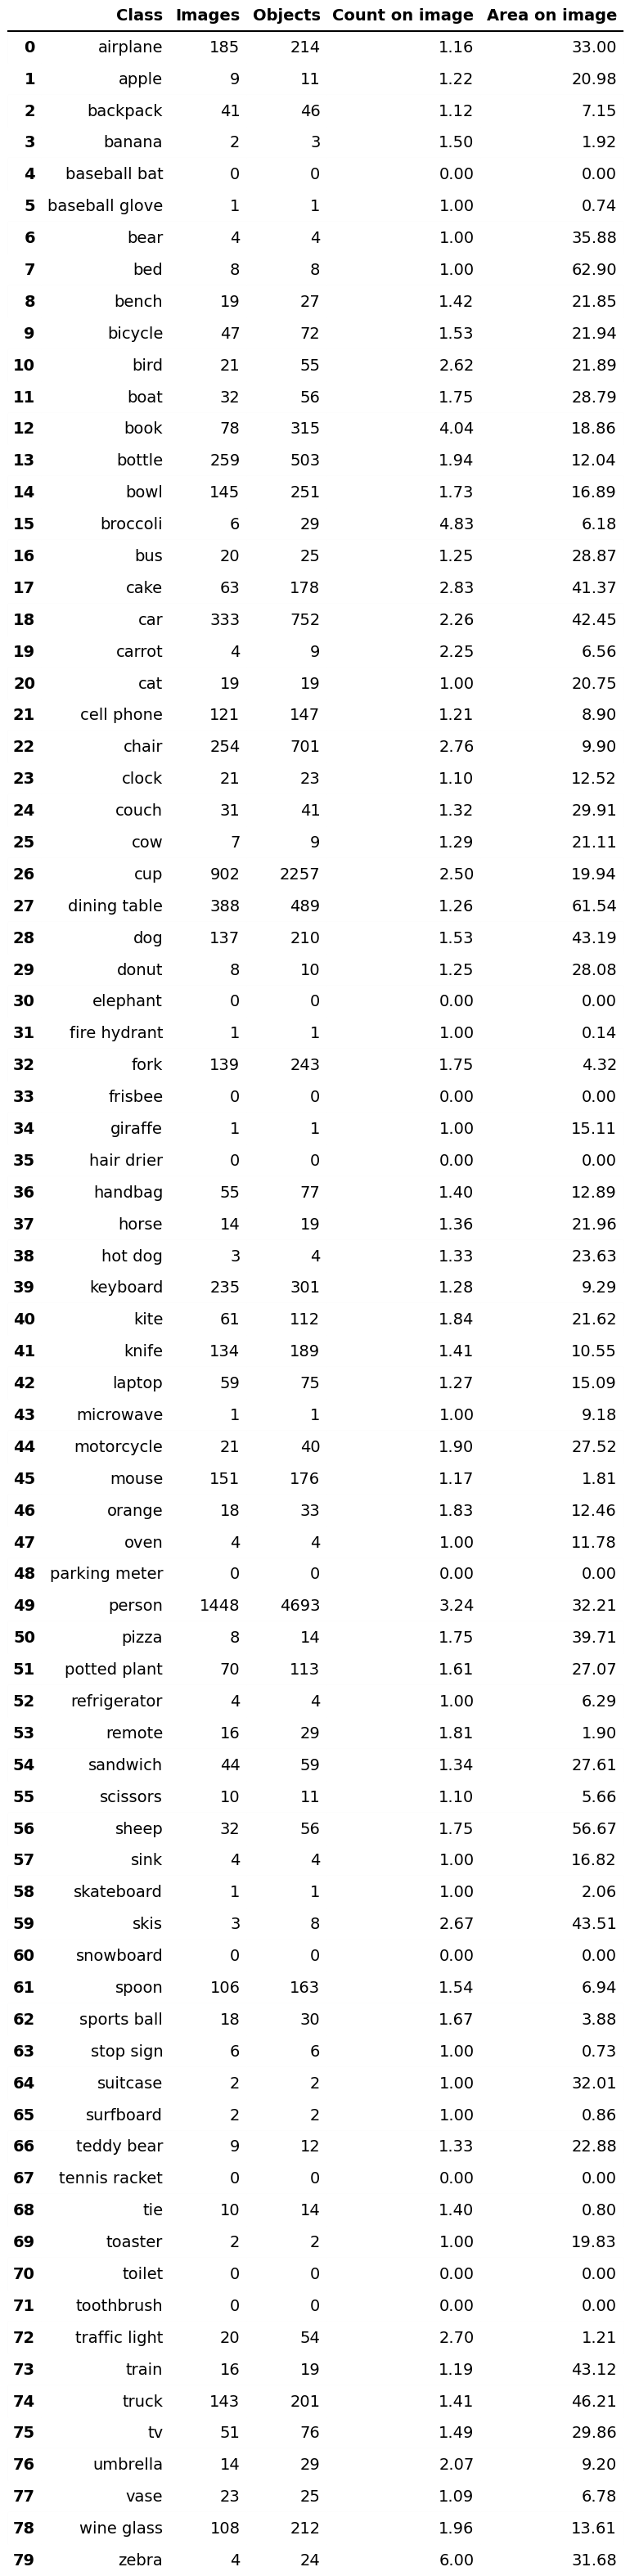 Class Images Objects Count on image Area on image
0 airplane 185 214 1.16 33.00
1 apple 9 11 1.22 20.98
2 backpack 41 46 1.12 7.15
3 banana 2 3 1.50 1.92
4 baseball bat 0 0 0.00 0.00
5 baseball glove 1 1 1.00 0.74
6 bear 4 4 1.00 35.88
7 bed 8 8 1.00 62.90
8 bench 19 27 1.42 21.85
9 bicycle 47 72 1.53 21.94
10 bird 21 55 2.62 21.89
11 boat 32 56 1.75 28.79
12 book 78 315 4.04 18.86
13 bottle 259 503 1.94 12.04
14 bowl 145 251 1.73 16.89
15 broccoli 6 29 4.83 6.18
16 bus 20 25 1.25 28.87
17 cake 63 178 2.83 41.37
18 car 333 752 2.26 42.45
19 carrot 4 9 2.25 6.56
20 cat 19 19 1.00 20.75
21 cell phone 121 147 1.21 8.90
22 chair 254 701 2.76 9.90
23 clock 21 23 1.10 12.52
24 couch 31 41 1.32 29.91
25 cow 7 9 1.29 21.11
26 cup 902 2257 2.50 19.94
27 dining table 388 489 1.26 61.54
28 dog 137 210 1.53 43.19
29 donut 8 10 1.25 28.08
30 elephant 0 0 0.00 0.00
31 fire hydrant 1 1 1.00 0.14
32 fork 139 243 1.75 4.32
33 frisbee 0 0 0.00 0.00
34 giraffe 1 1 1.00 15.11
35 hair drier 0 0 0.00 0.00
36 handbag 55 77 1.40 12.89
37 horse 14 19 1.36 21.96
38 hot dog 3 4 1.33 23.63
39 keyboard 235 301 1.28 9.29
40 kite 61 112 1.84 21.62
41 knife 134 189 1.41 10.55
42 laptop 59 75 1.27 15.09
43 microwave 1 1 1.00 9.18
44 motorcycle 21 40 1.90 27.52
45 mouse 151 176 1.17 1.81
46 orange 18 33 1.83 12.46
47 oven 4 4 1.00 11.78
48 parking meter 0 0 0.00 0.00
49 person 1448 4693 3.24 32.21
50 pizza 8 14 1.75 39.71
51 potted plant 70 113 1.61 27.07
52 refrigerator 4 4 1.00 6.29
53 remote 16 29 1.81 1.90
54 sandwich 44 59 1.34 27.61
55 scissors 10 11 1.10 5.66
56 sheep 32 56 1.75 56.67
57 sink 4 4 1.00 16.82
58 skateboard 1 1 1.00 2.06
59 skis 3 8 2.67 43.51
60 snowboard 0 0 0.00 0.00
61 spoon 106 163 1.54 6.94
62 sports ball 18 30 1.67 3.88
63 stop sign 6 6 1.00 0.73
64 suitcase 2 2 1.00 32.01
65 surfboard 2 2 1.00 0.86
66 teddy bear 9 12 1.33 22.88
67 tennis racket 0 0 0.00 0.00
68 tie 10 14 1.40 0.80
69 toaster 2 2 1.00 19.83
70 toilet 0 0 0.00 0.00
71 toothbrush 0 0 0.00 0.00
72 traffic light 20 54 2.70 1.21
73 train 16 19 1.19 43.12
74 truck 143 201 1.41 46.21
75 tv 51 76 1.49 29.86
76 umbrella 14 29 2.07 9.20
77 vase 23 25 1.09 6.78
78 wine glass 108 212 1.96 13.61
79 zebra 4 24 6.00 31.68